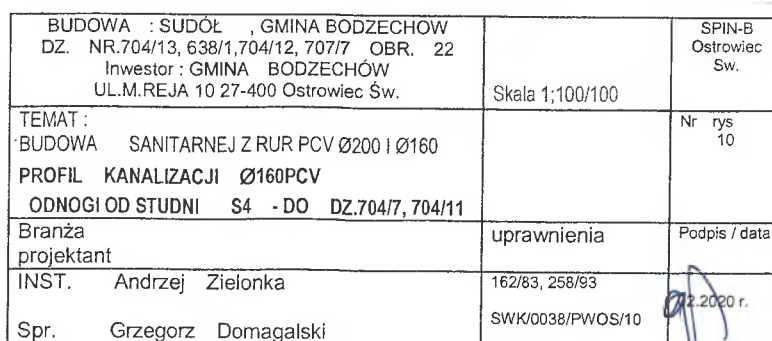 BUDOWA : SUDÓŁ , GMINA BODZECHOW
DZ. NR.704/13, 638/1,704/12, 707/7 OBR. 22
Inwestor : GMINA BODZECHÓW
UL.M.REJA 10 27-400 Ostrowiec Św.
Skala 1;100/100
SPIN-B
Ostrowiec
Sw.
TEMAT :
BUDOWA SANITARNEJ Z RUR PCV Ø200 I Ø160
PROFIL KANALIZACJI Ø160PCV
ODNOGI OD STUDNI S4 - DO DZ.704/7, 704/11
Nr rys
10
Branża
projektant
uprawnienia
Podpis / data
INST. Andrzej Zielonka
162/83, 258/93
2.2020 r.
Spr. Grzegorz Domagalski
SWK/0038/PWOS/10